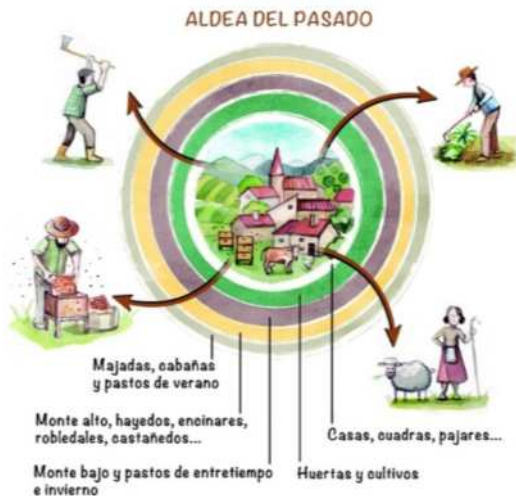 ALDEA DEL PASADO
Majadas, cabañas
y pastos de verano
Monte alto, hayedos, encinares,
robledales, castañedos...
Monte bajo y pastos de entretiempo
e invierno
Casas, cuadras, pajares...
Huertas y cultivos